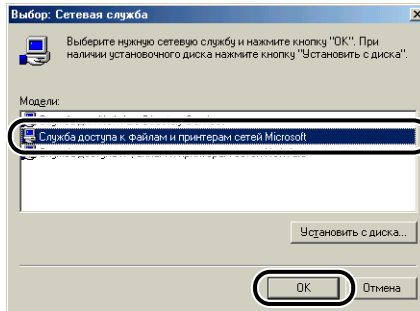 Выбор: Сетевая служба
Выберите нужную сетевую службу и нажмите кнопку "ОК". При
наличии установочного диска нажмите кнопку "Установить с диска".
Модели:
Служба доступа к файлам и принтерам сетей Microsoft
Установить с диска...
ОК
Отмена